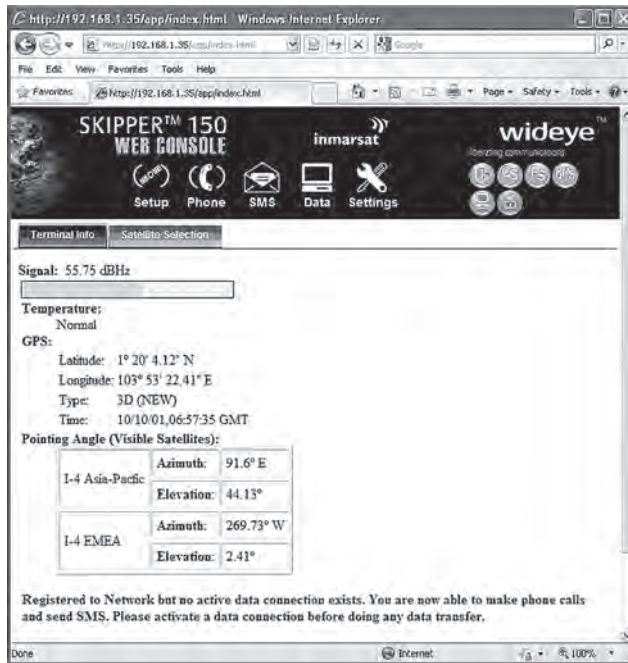 http://192.168.1.35/app/index.html Windows Internet Explorer
http://192.168.1.35/app/index.html
Google
File Edit View Favorites Tools Help
Favorites http://192.168.1.35/app/index.html Page Safety Tools
SKIPPER™ 150
WEB CONSOLE
inmarsat
wideye™
Setup Phone SMS Data Settings
Terminal Info Satellite Selection
Signal: 55.75 dBHz
Temperature:
Normal
GPS:
Latitude: 1° 20' 4.12" N
Longitude: 103° 53' 22.41" E
Type: 3D (NEW)
Time: 10/10/01,06:57:35 GMT
Pointing Angle (Visible Satellites):
I-4 Asia-Pacfic
Azimuth: 91.6° E
Elevation: 44.13°
I-4 EMEA
Azimuth: 269.73° W
Elevation: 2.41°
Registered to Network but no active data connection exists. You are now able to make phone calls
and send SMS. Please activate a data connection before doing any data transfer.
Done Internet 100%